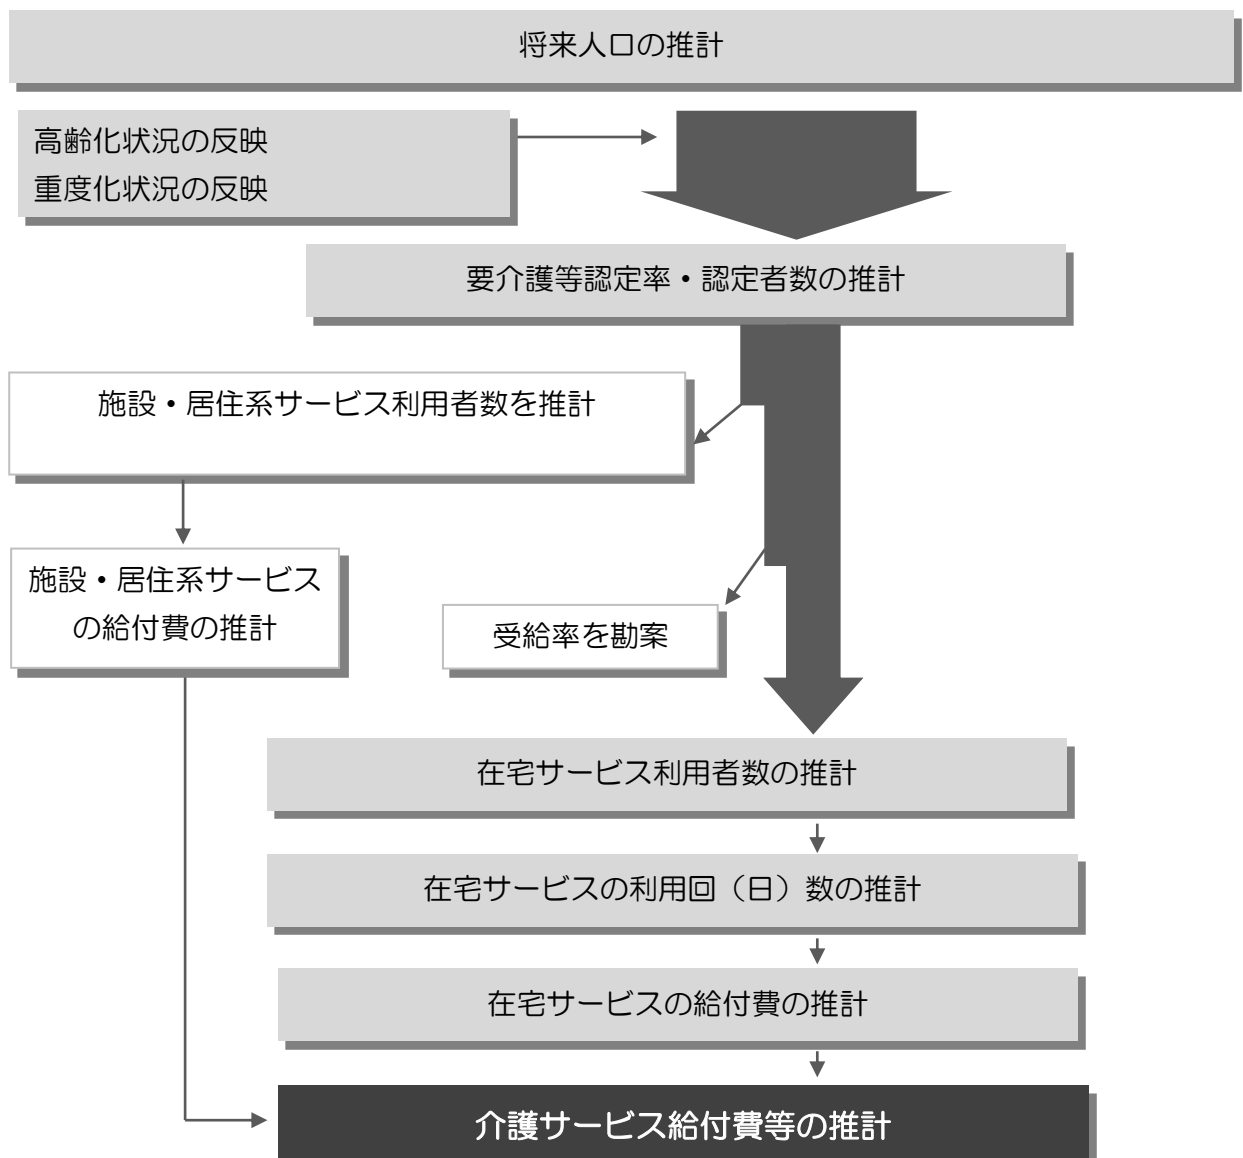 将来人口の推計
高齢化状況の反映
重度化状況の反映
要介護等認定率・認定者数の推計
施設・居住系サービス利用者数を推計
施設・居住系サービス
の給付費の推計
受給率を勘案
在宅サービス利用者数の推計
在宅サービスの利用回（日）数の推計
在宅サービスの給付費の推計
介護サービス給付費等の推計